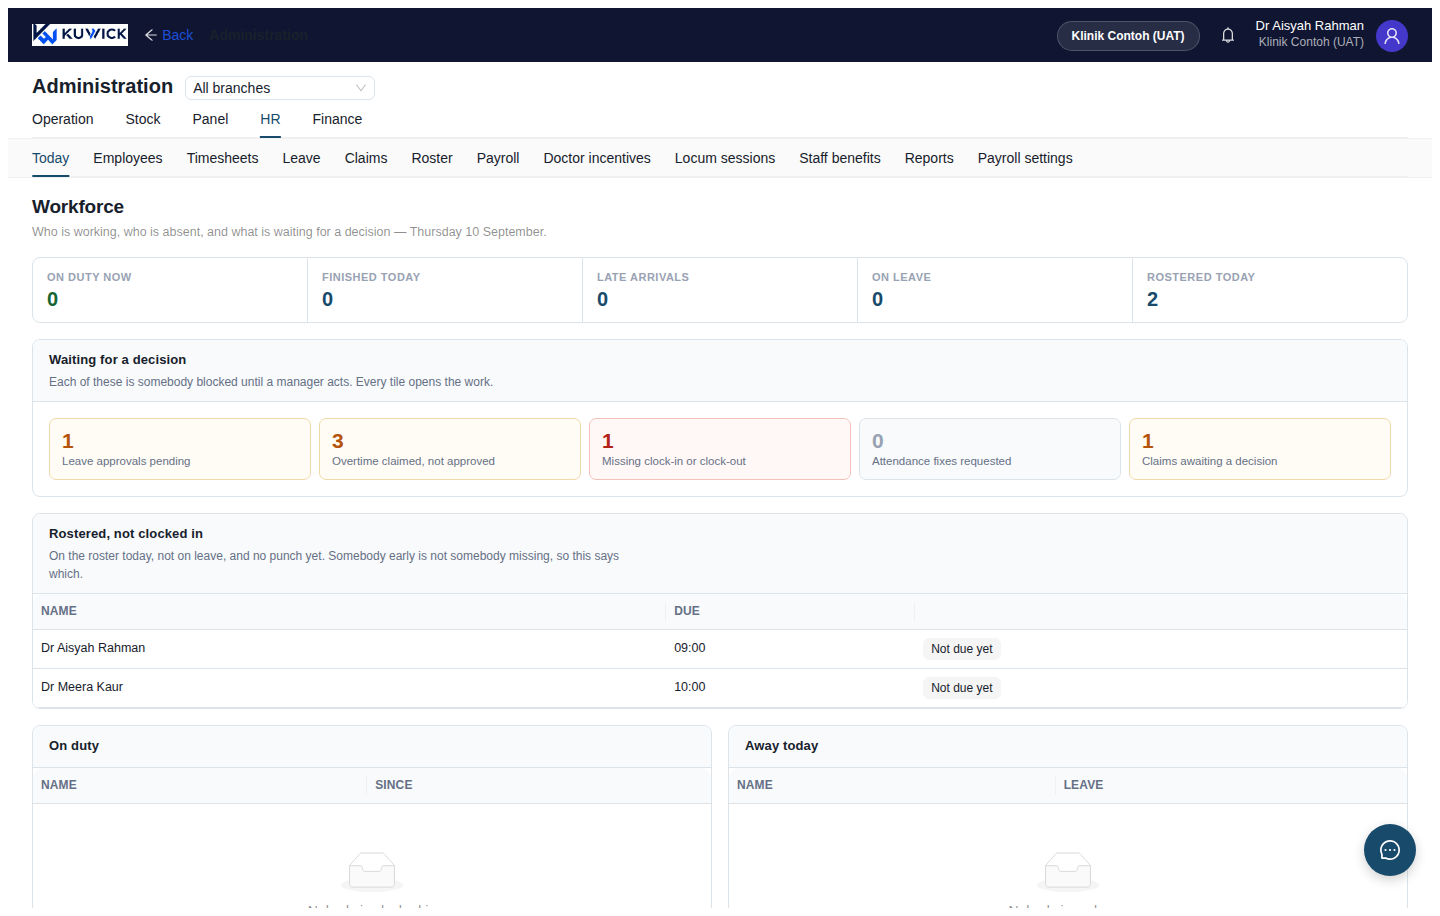 KUWICK
Back
Administration
Klinik Contoh (UAT)
Dr Aisyah Rahman
Klinik Contoh (UAT)
Administration
All branches
Operation Stock Panel HR Finance
Today Employees Timesheets Leave Claims Roster Payroll Doctor incentives Locum sessions Staff benefits Reports Payroll settings
Workforce
Who is working, who is absent, and what is waiting for a decision — Thursday 10 September.
ON DUTY NOW FINISHED TODAY LATE ARRIVALS ON LEAVE ROSTERED TODAY
0 0 0 0 2
Waiting for a decision
Each of these is somebody blocked until a manager acts. Every tile opens the work.
1 3 1 0 1
Leave approvals pending Overtime claimed, not approved Missing clock-in or clock-out Attendance fixes requested Claims awaiting a decision
Rostered, not clocked in
On the roster today, not on leave, and no punch yet. Somebody early is not somebody missing, so this says
which.
NAME DUE
Dr Aisyah Rahman 09:00 Not due yet
Dr Meera Kaur 10:00 Not due yet
On duty
NAME SINCE
Away today
NAME LEAVE